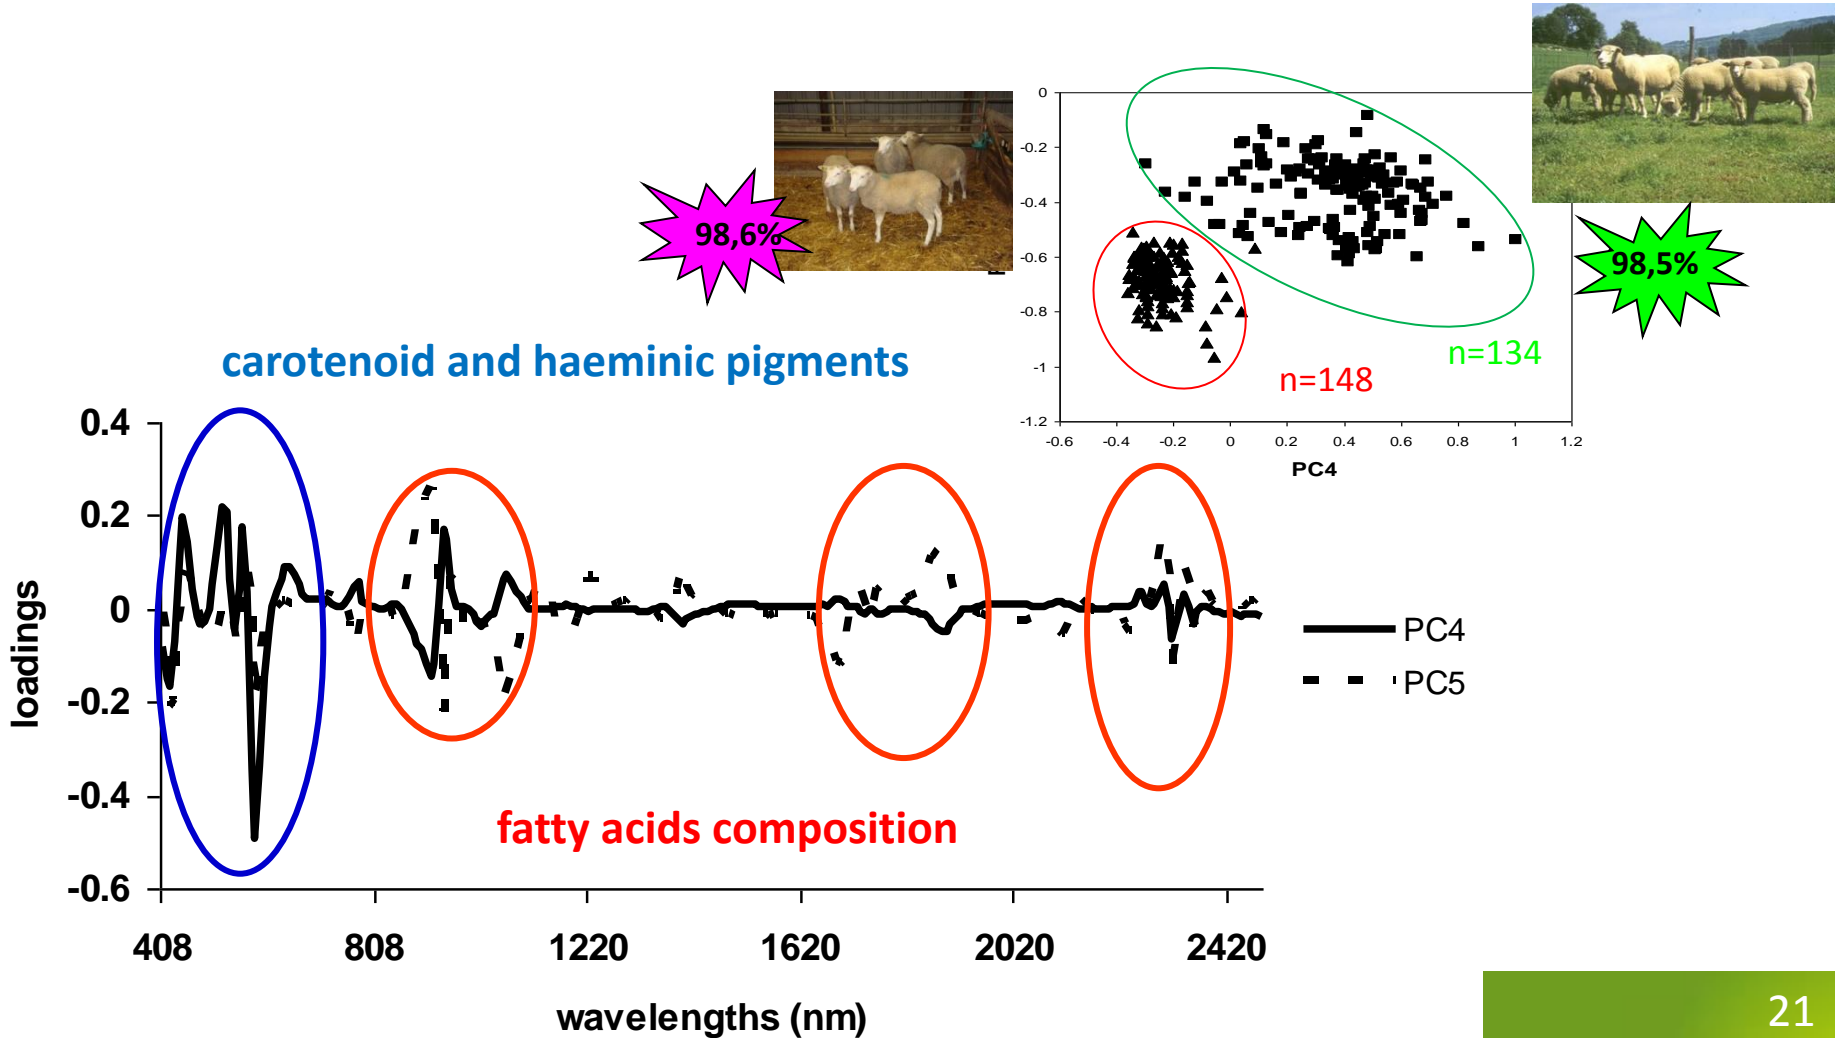 98,6%
98,5%
0
-0.2
-0.4
-0.6
-0.8
-1
-1.2
-0.6 -0.4 -0.2 0 0.2 0.4 0.6 0.8 1 1.2
PC4
n=134
n=148
carotenoid and haeminic pigments
0.4
0.2
0
-0.2
-0.4
-0.6
loadings
PC4
PC5
fatty acids composition
408 808 1220 1620 2020 2420
wavelengths (nm)
21